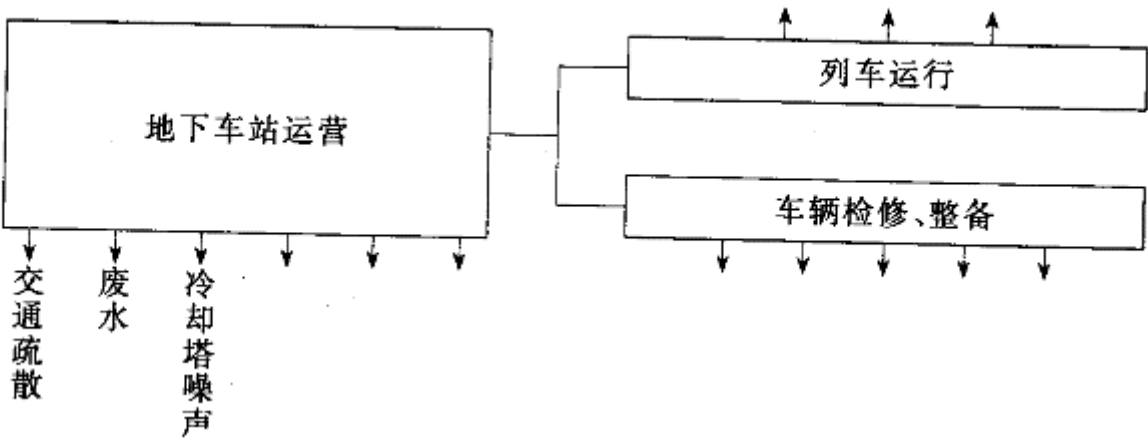 列车运行
地下车站运营
车辆检修、整备
交通疏散
废水
冷却塔噪声